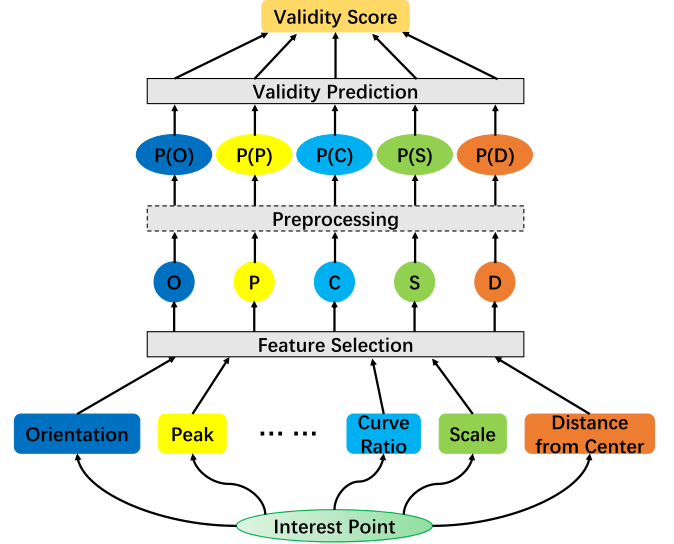 Validity Score
Validity Prediction
P(O) P(P) P(C) P(S) P(D)
Preprocessing
O P C S D
Feature Selection
Orientation Peak ... ... Curve Ratio Scale Distance from Center
Interest Point